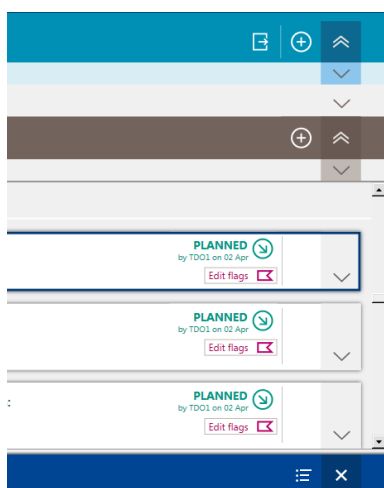 PLANNED
by TDO1 on 02 Apr
Edit flags
PLANNED
by TDO1 on 02 Apr
Edit flags
:
PLANNED
by TDO1 on 02 Apr
Edit flags